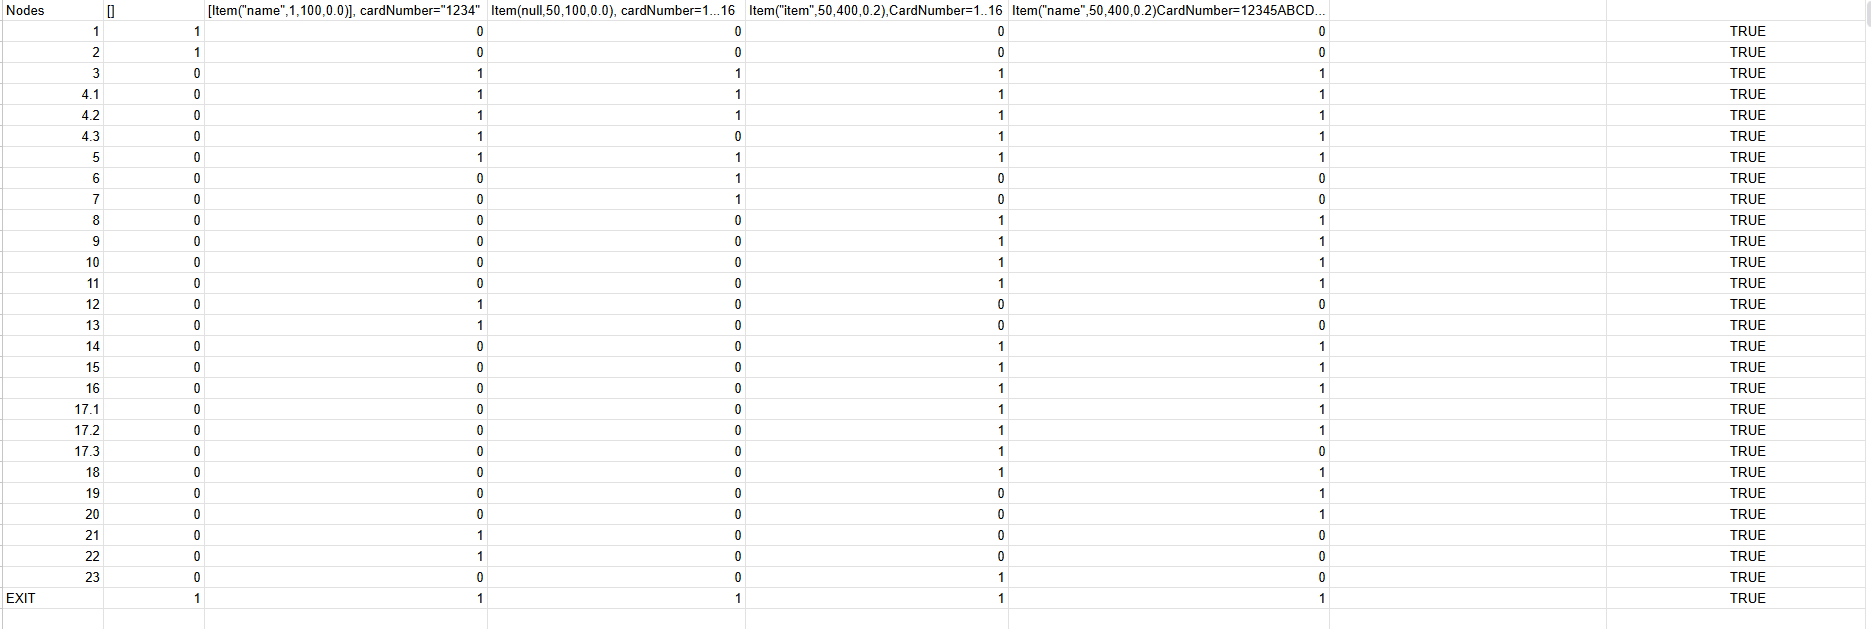 Nodes [] [Item("name",1,100,0.0)], cardNumber="1234" Item(null,50,100,0.0), cardNumber=1...16 Item("item",50,400,0.2),CardNumber=1..16 Item("name",50,400,0.2)CardNumber=12345ABCD...
1 1 0 0 0 0 TRUE
2 1 0 0 0 0 TRUE
3 0 1 1 1 1 TRUE
4.1 0 1 1 1 1 TRUE
4.2 0 1 1 1 1 TRUE
4.3 0 1 0 1 1 TRUE
5 0 1 1 1 1 TRUE
6 0 0 1 0 0 TRUE
7 0 0 1 0 0 TRUE
8 0 0 0 1 1 TRUE
9 0 0 0 1 1 TRUE
10 0 0 0 1 1 TRUE
11 0 0 0 1 1 TRUE
12 0 1 0 0 0 TRUE
13 0 1 0 0 0 TRUE
14 0 0 0 1 1 TRUE
15 0 0 0 1 1 TRUE
16 0 0 0 1 1 TRUE
17.1 0 0 0 1 1 TRUE
17.2 0 0 0 1 1 TRUE
17.3 0 0 0 1 0 TRUE
18 0 0 0 1 1 TRUE
19 0 0 0 0 1 TRUE
20 0 0 0 0 1 TRUE
21 0 1 0 0 0 TRUE
22 0 1 0 0 0 TRUE
23 0 0 0 1 0 TRUE
EXIT 1 1 1 1 1 TRUE